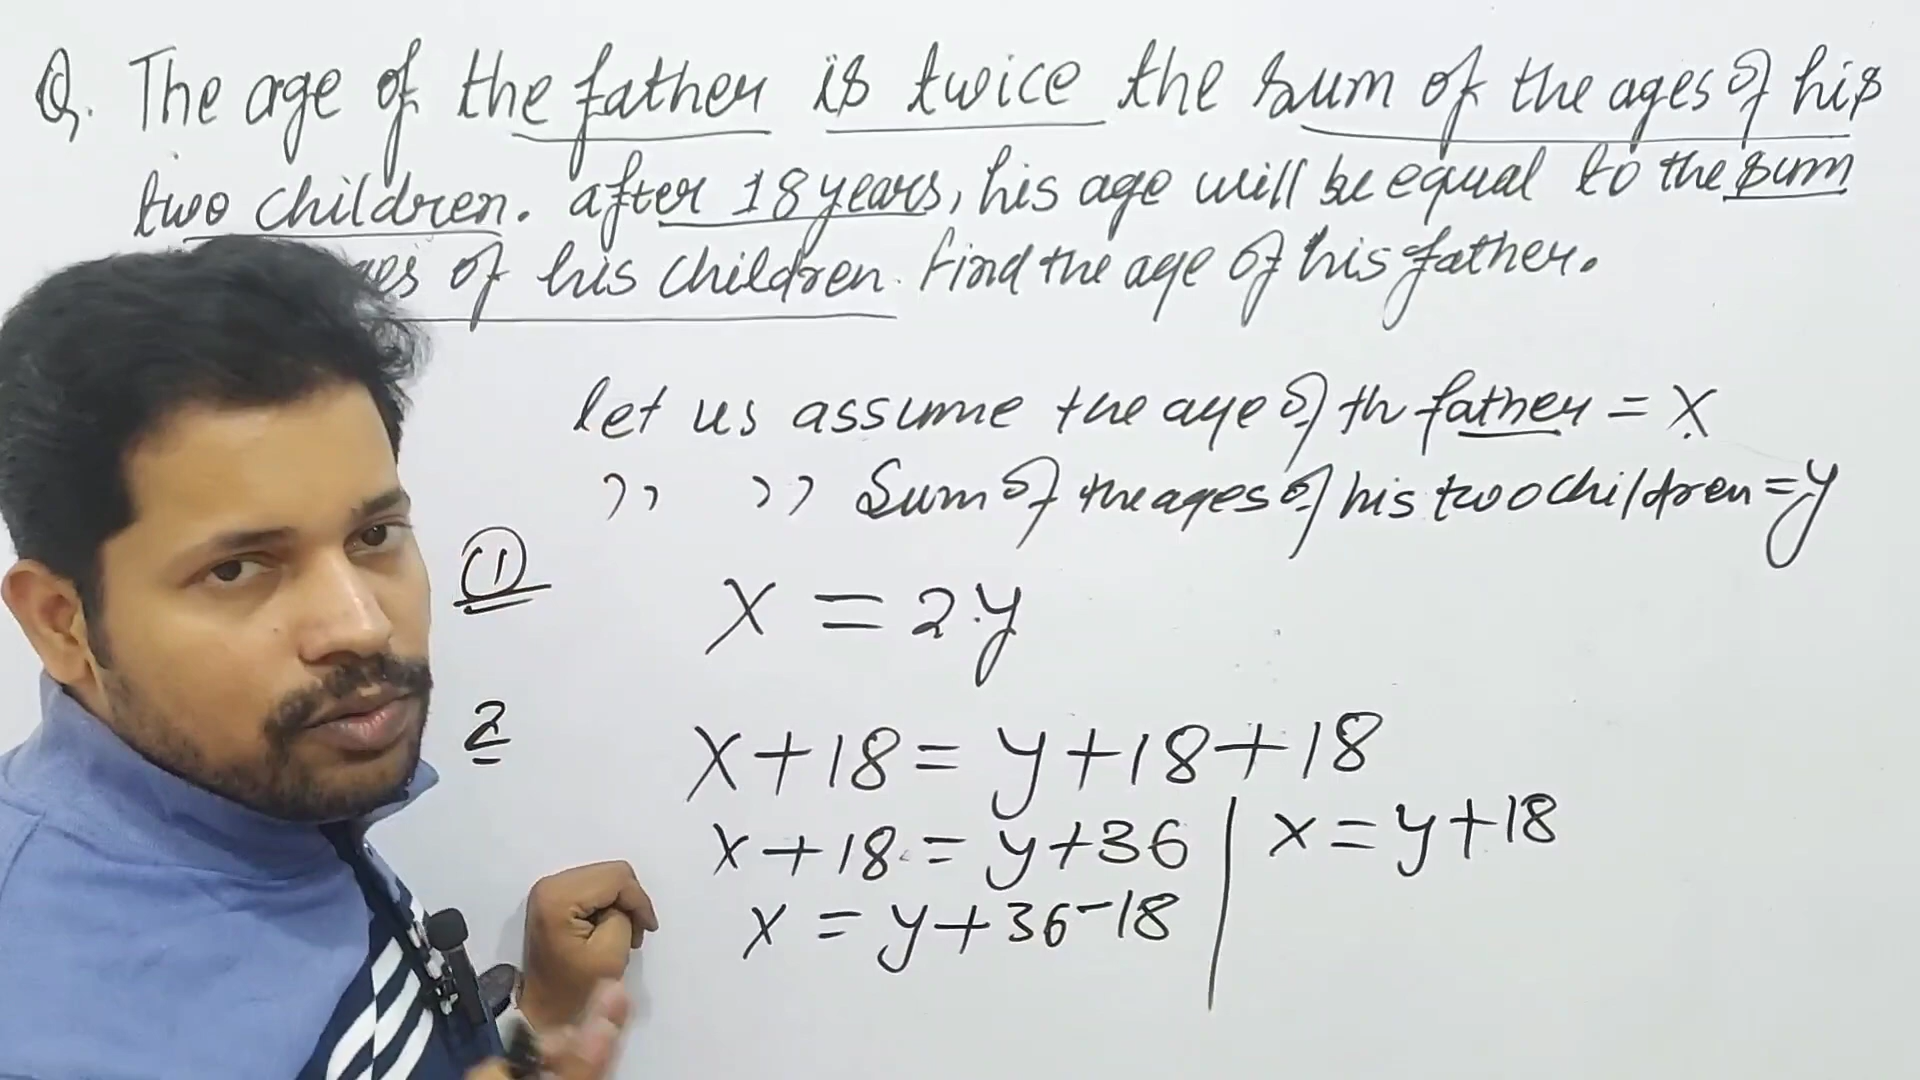 Q. The age of the father is twice the sum of the ages of his
two children. after 18 years, his age will be equal to the sum
of his children. find the age of his father.
let us assume the age of th father = x
,, ,, Sum of the ages of his two children = y
①
x = 2y
2
x+18 = y+18+18
x+18 = y+36 | x = y+18
x = y+36-18